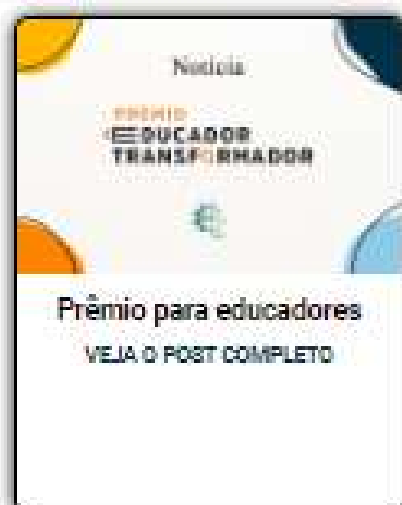 Notícia
PRÊMIO
EDUCADOR
TRANSFORMADOR
Prêmio para educadores
VEJA O POST COMPLETO